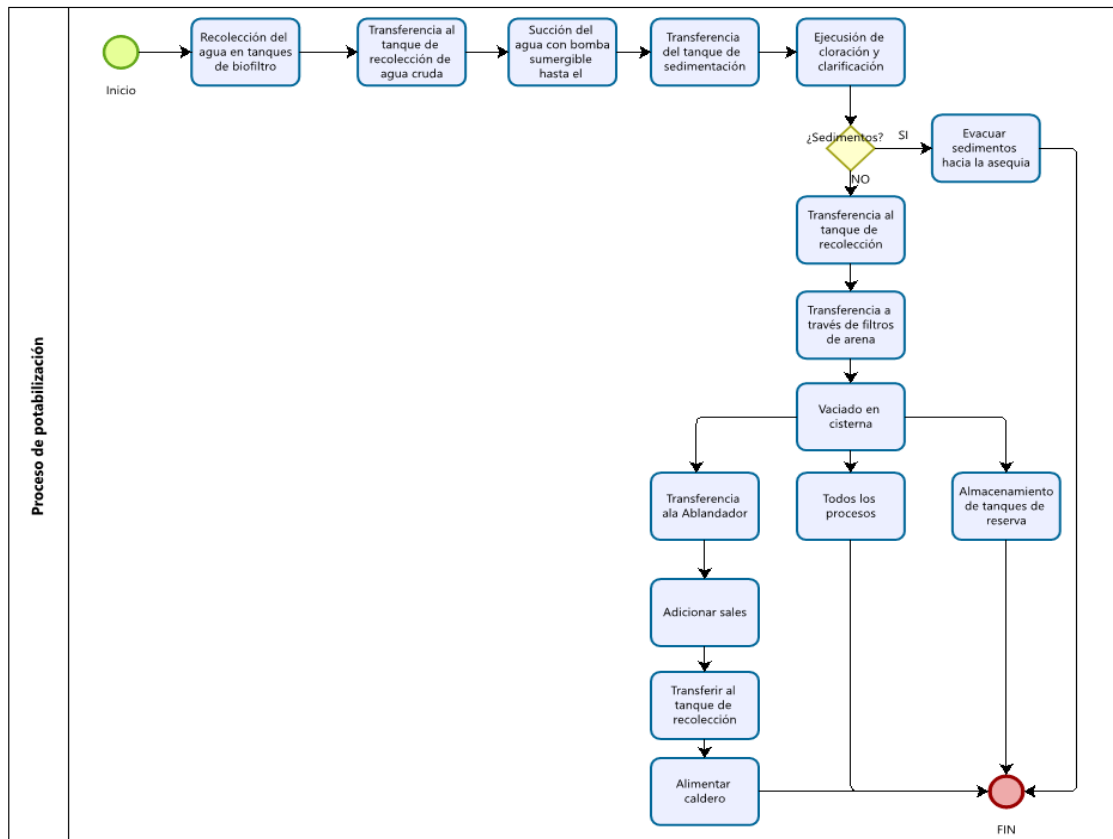 Proceso de potabilización
Inicio
Recolección del
agua en tanques
de biofiltro
Transferencia al
tanque de
recolección de
agua cruda
Succión del
agua con bomba
sumergible
hasta el
Transferencia
del tanque de
sedimentación
Ejecusión de
cloración y
clarificación
¿Sedimentos?
SI
Evacuar
sedimentos
hacia la asequia
NO
Transferencia al
tanque de
recolección
Transferencia a
través de filtros
de arena
Vaciado en
cisterna
Transferencia
ala Ablandador
Todos los
procesos
Almacenamiento
de tanques de
reserva
Adicionar sales
Transferir al
tanque de
recolección
Alimentar
caldero
FIN